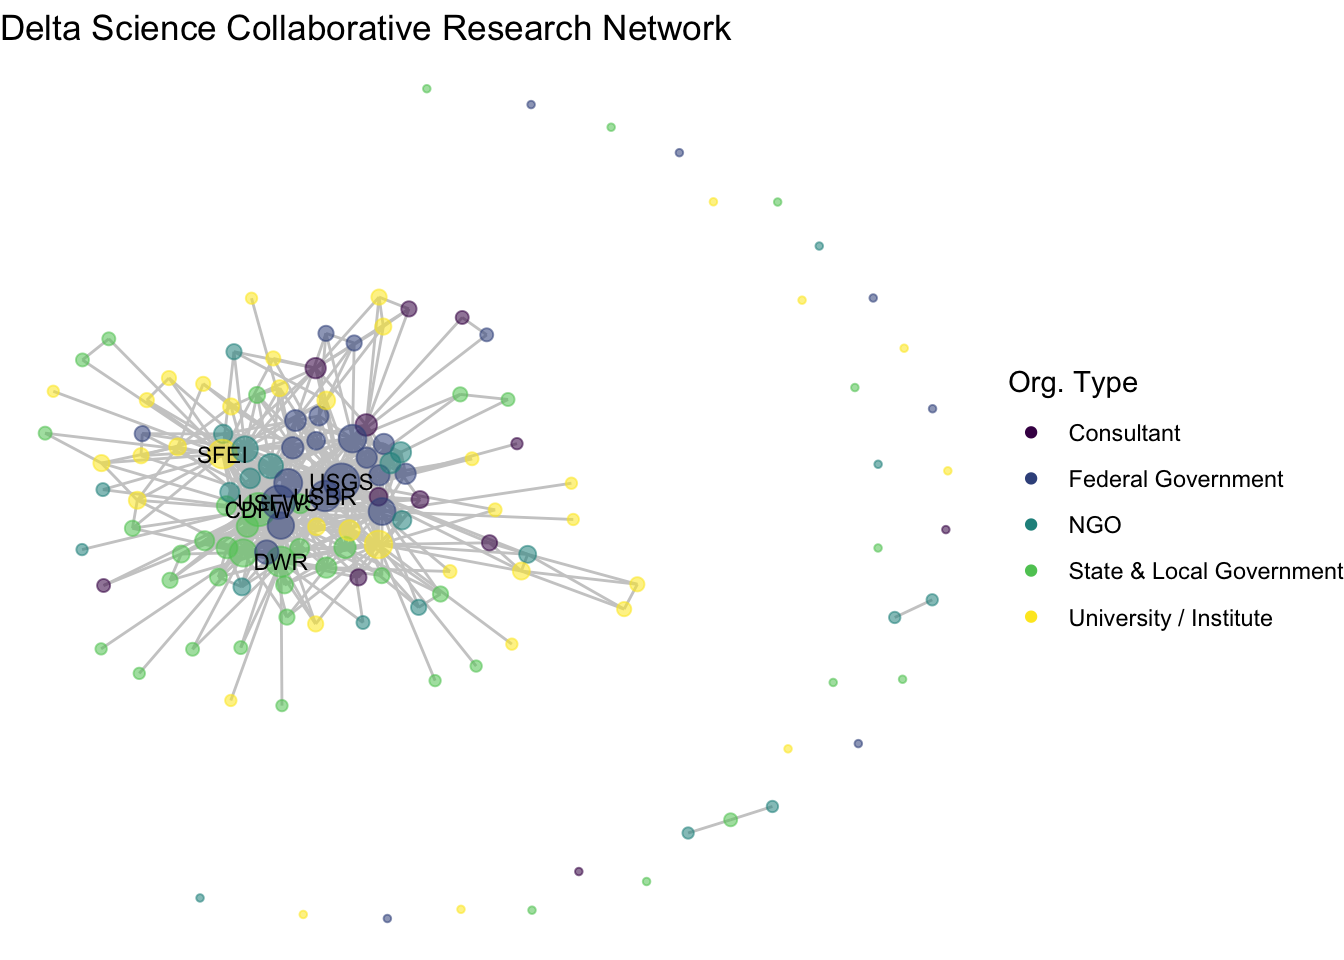 Delta Science Collaborative Research Network
SFEI
USGS
USFWS
USBR
CDFW
DWR
Org. Type
Consultant
Federal Government
NGO
State & Local Government
University / Institute